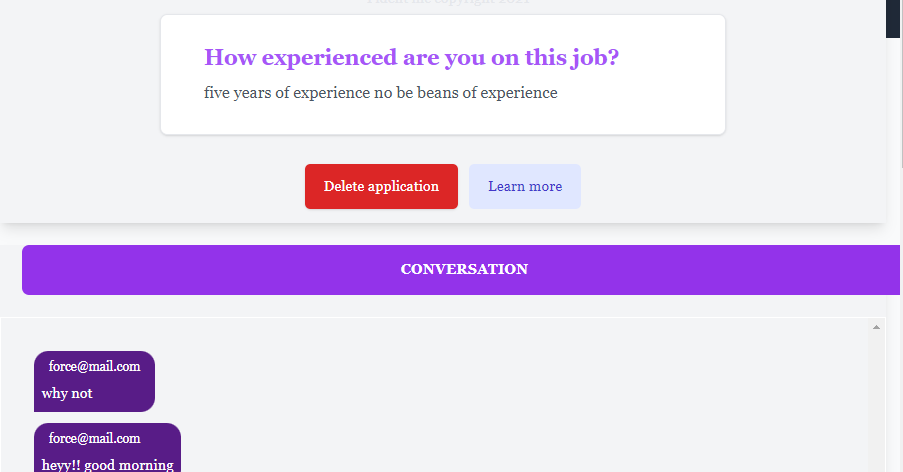 How experienced are you on this job?
five years of experience no be beans of experience
Delete application
Learn more
CONVERSATION
force@mail.com
why not
force@mail.com
heyy!! good morning